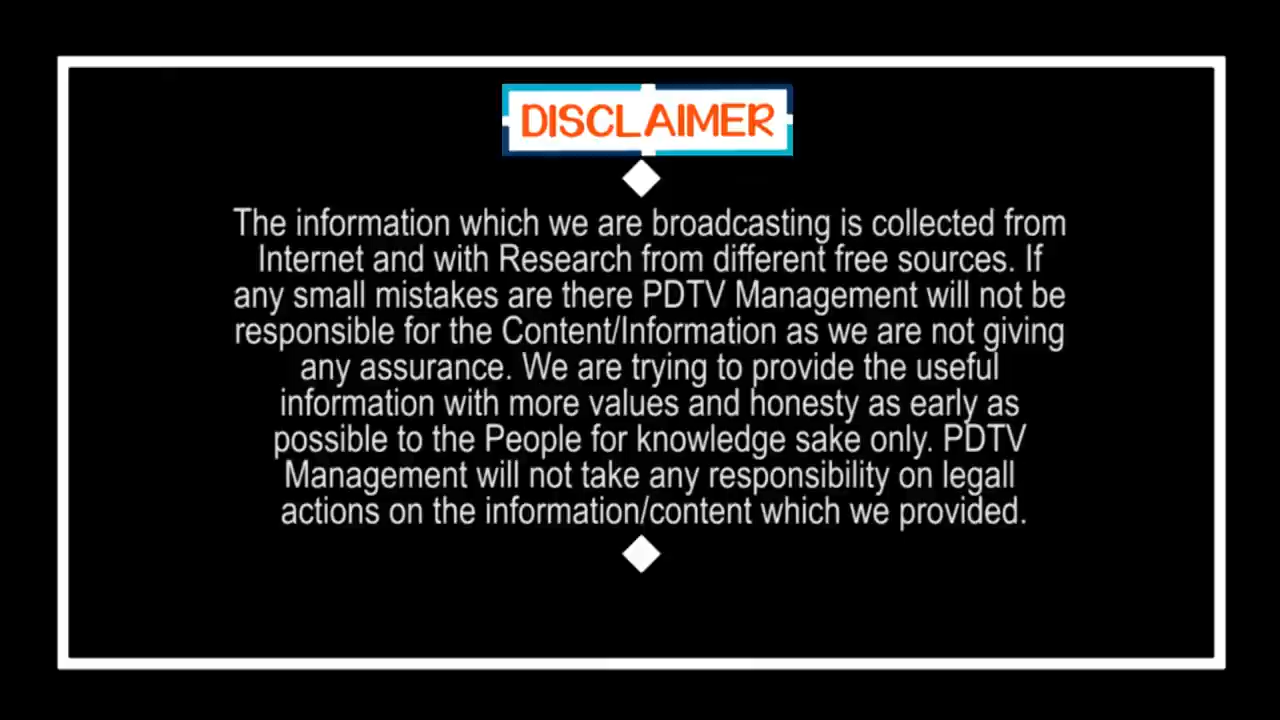 DISCLAIMER
The information which we are broadcasting is collected from
Internet and with Research from different free sources. If
any small mistakes are there PDTV Management will not be
responsible for the Content/Information as we are not giving
any assurance. We are trying to provide the useful
information with more values and honesty as early as
possible to the People for knowledge sake only. PDTV
Management will not take any responsibility on legall
actions on the information/content which we provided.